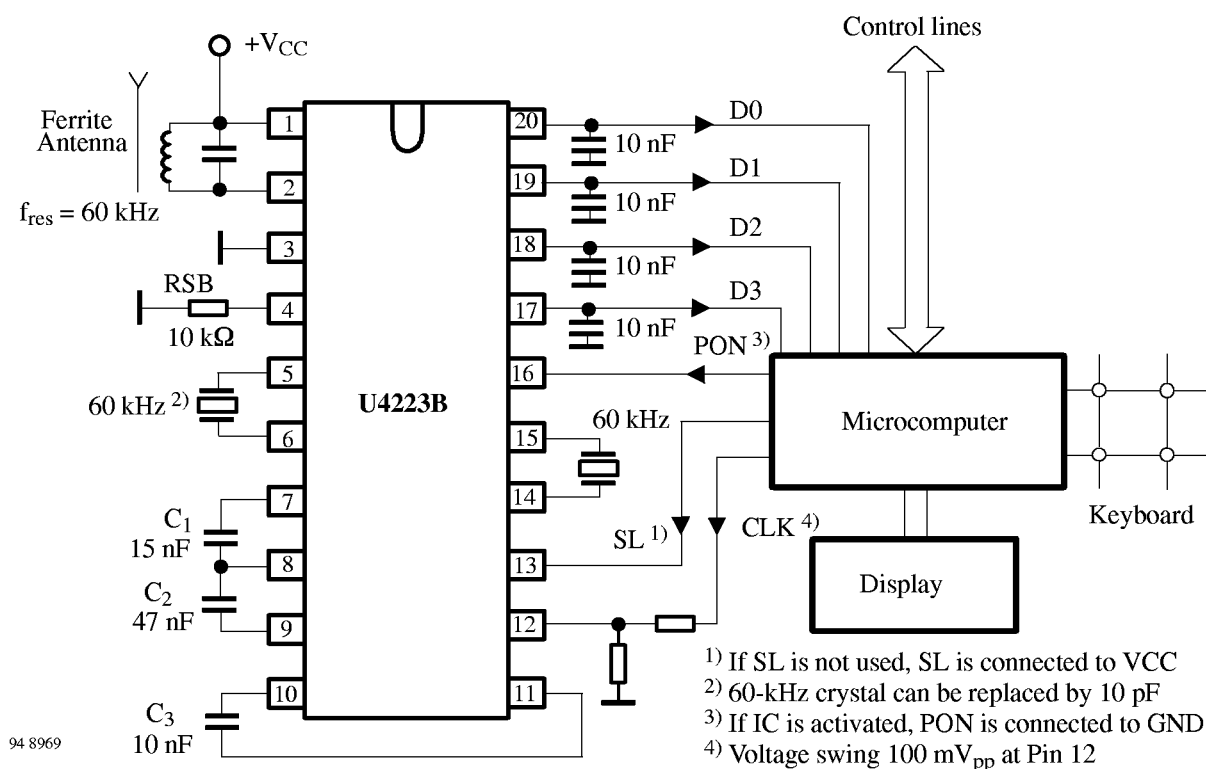 Control lines
+VCC
Ferrite
Antenna
fres = 60 kHz
1
20
D0
10 nF
2
19
D1
10 nF
3
18
D2
10 nF
RSB
10 kΩ
4
17
D3
10 nF
PON 3)
5
16
60 kHz 2)
U4223B
6
15
60 kHz
Microcomputer
7
14
C1
15 nF
SL 1)
CLK 4)
Keyboard
8
13
C2
47 nF
Display
9
12
10
11
C3
10 nF
1) If SL is not used, SL is connected to VCC
2) 60-kHz crystal can be replaced by 10 pF
3) If IC is activated, PON is connected to GND
4) Voltage swing 100 mVpp at Pin 12
94 8969